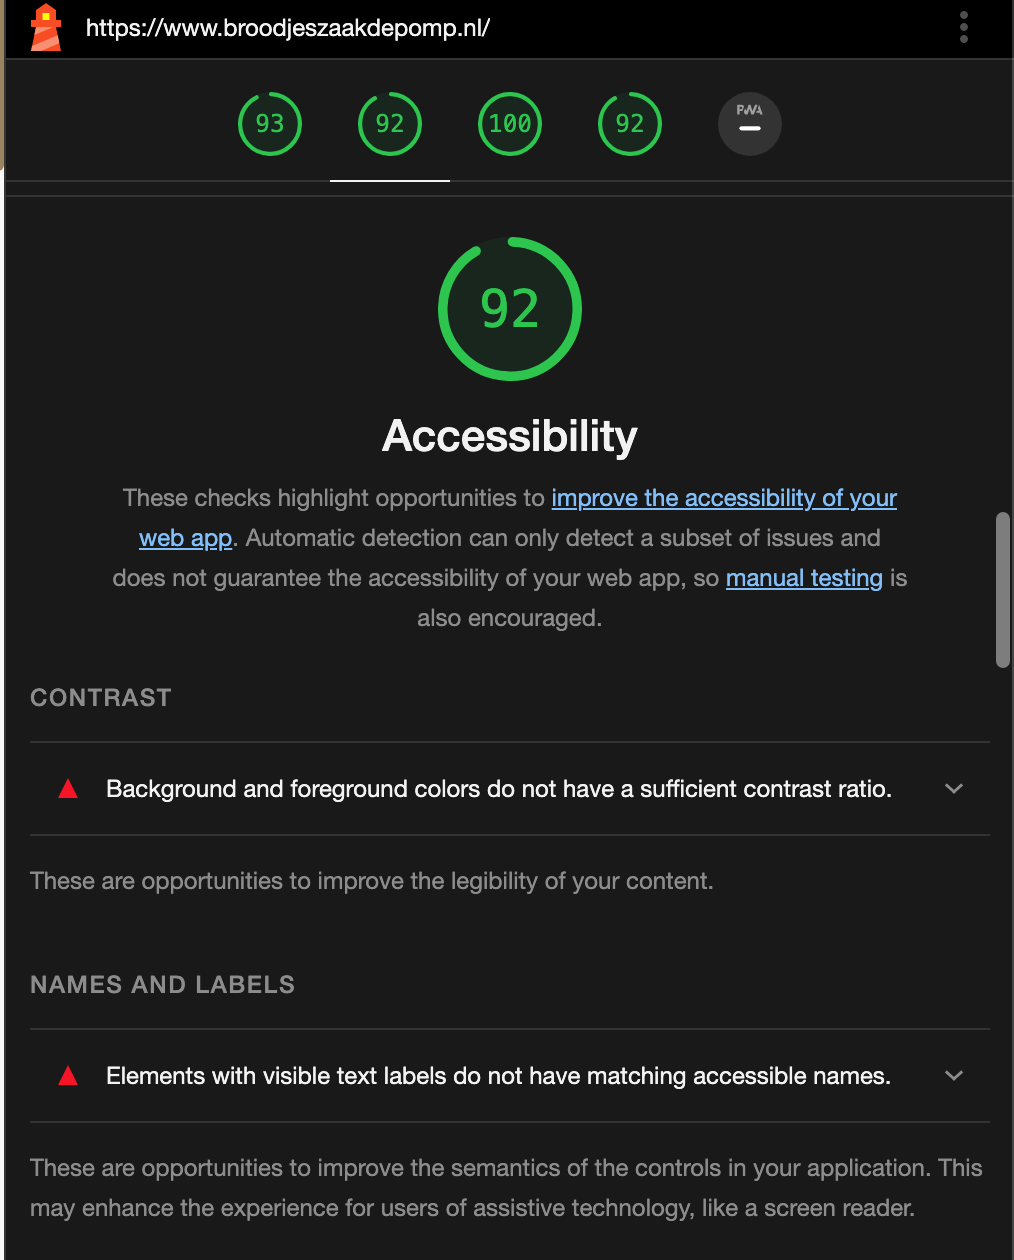 https://www.broodjeszaakdepomp.nl/
93 92 100 92 PWA
92
Accessibility
These checks highlight opportunities to improve the accessibility of your
web app. Automatic detection can only detect a subset of issues and
does not guarantee the accessibility of your web app, so manual testing is
also encouraged.
CONTRAST
Background and foreground colors do not have a sufficient contrast ratio.
These are opportunities to improve the legibility of your content.
NAMES AND LABELS
Elements with visible text labels do not have matching accessible names.
These are opportunities to improve the semantics of the controls in your application. This
may enhance the experience for users of assistive technology, like a screen reader.